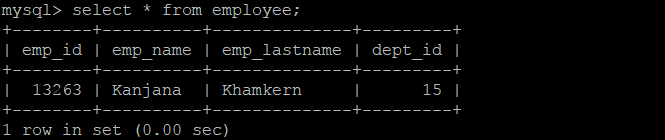 mysql> select * from employee;
+--------+----------+--------------+---------+
| emp_id | emp_name | emp_lastname | dept_id |
+--------+----------+--------------+---------+
|  13263 | Kanjana  | Khamkern     |      15 |
+--------+----------+--------------+---------+
1 row in set (0.00 sec)